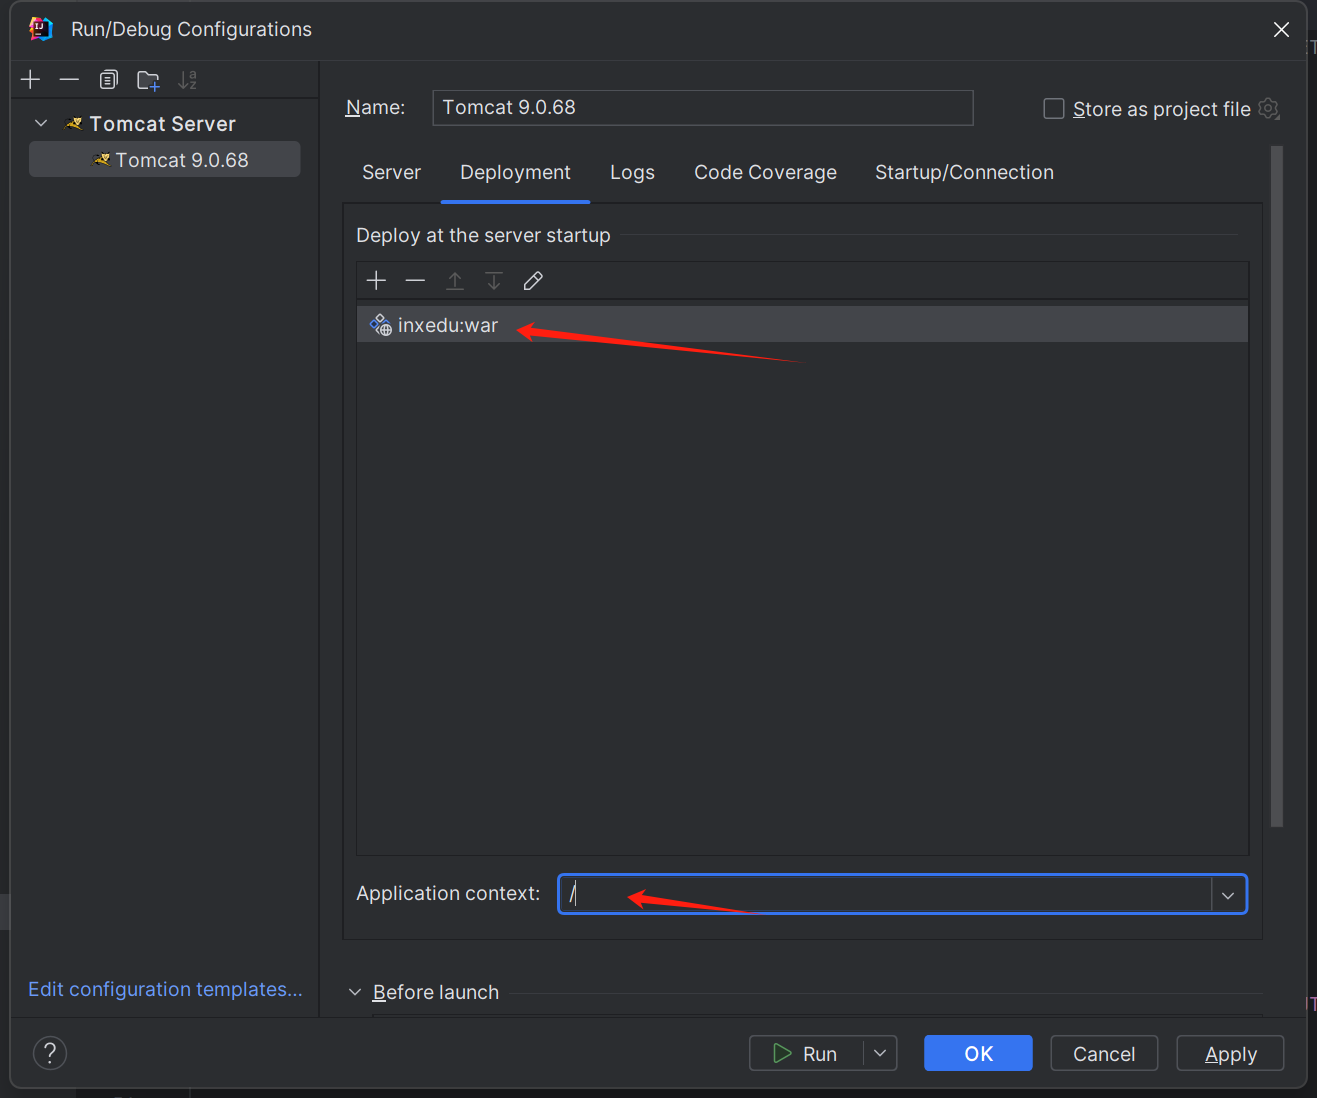 Run/Debug Configurations
Tomcat Server
Tomcat 9.0.68
Name:
Tomcat 9.0.68
Store as project file
Server
Deployment
Logs
Code Coverage
Startup/Connection
Deploy at the server startup
inxedu:war
Application context:
/
Edit configuration templates...
Before launch
?
Run
OK
Cancel
Apply